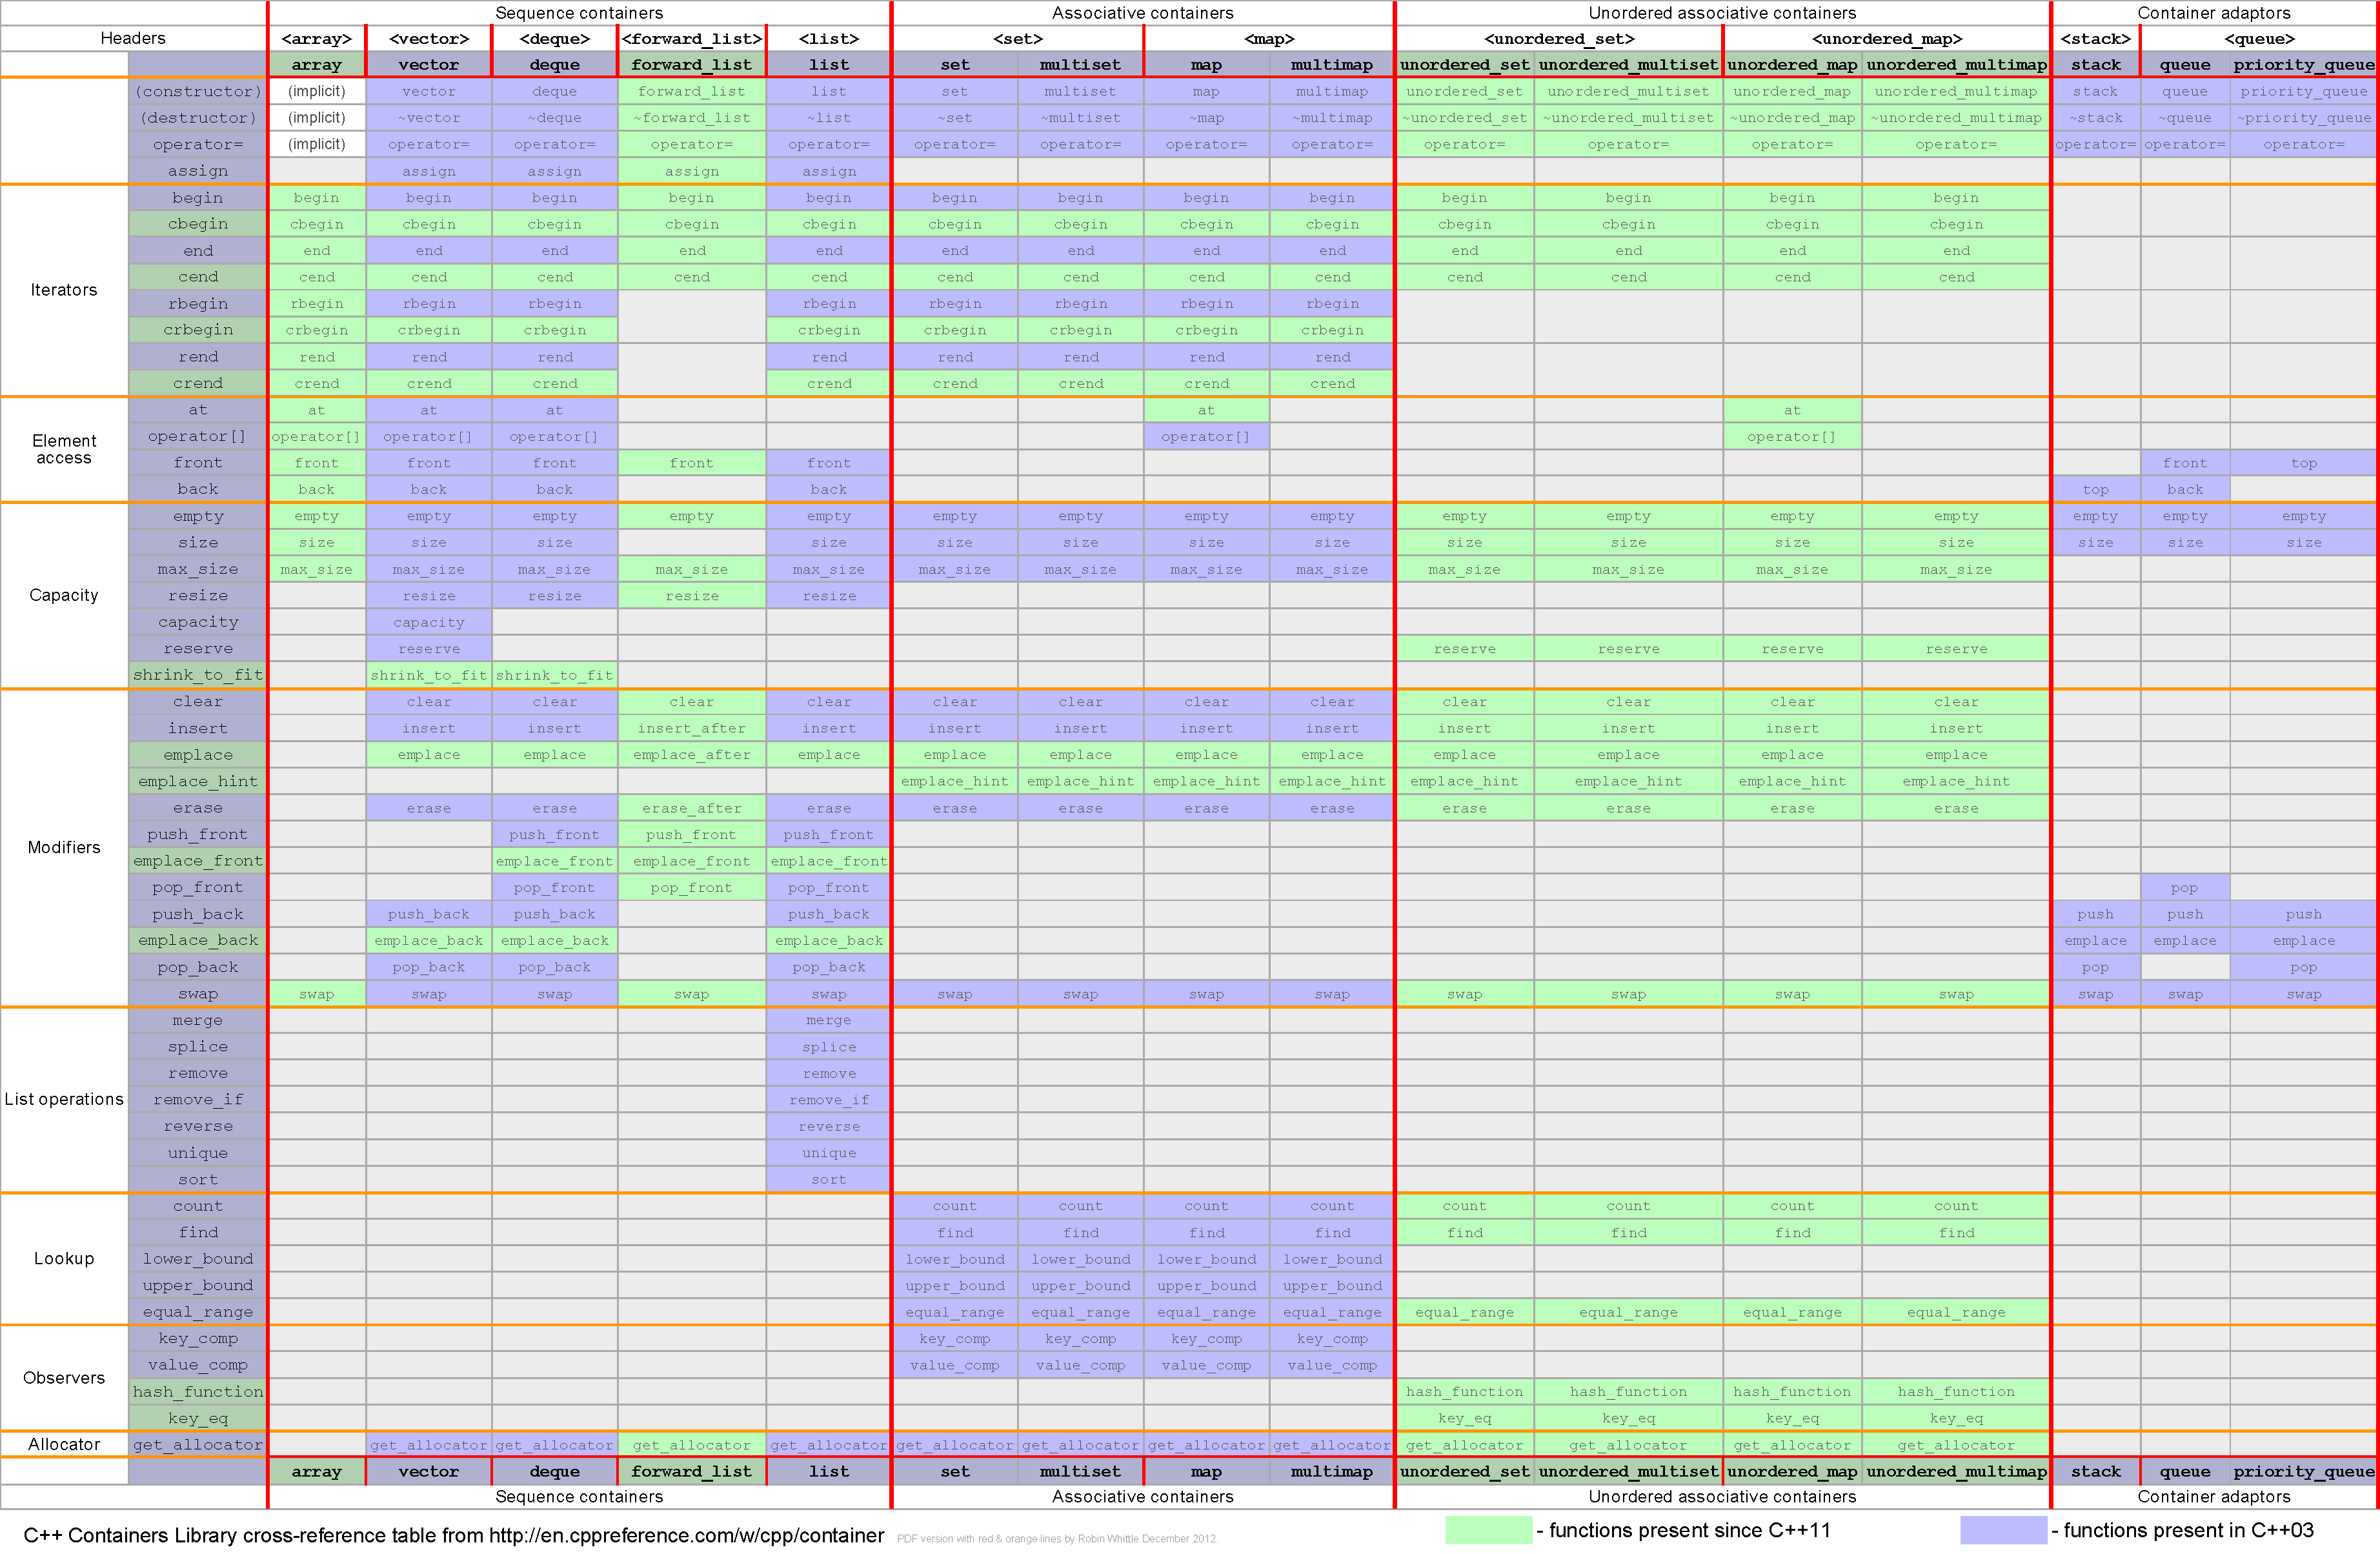 Sequence containers Associative containers Unordered associative containers Container adaptors
Headers <array> <vector> <deque> <forward_list> <list> <set> <map> <unordered_set> <unordered_map> <stack> <queue>
array vector deque forward_list list set multiset map multimap unordered_set unordered_multiset unordered_map unordered_multimap stack queue priority_queue
(constructor) (implicit) vector deque forward_list list set multiset map multimap unordered_set unordered_multiset unordered_map unordered_multimap stack queue priority_queue
(destructor) (implicit) ~vector ~deque ~forward_list ~list ~set ~multiset ~map ~multimap ~unordered_set ~unordered_multiset ~unordered_map ~unordered_multimap ~stack ~queue ~priority_queue
operator= (implicit) operator= operator= operator= operator= operator= operator= operator= operator= operator= operator= operator= operator= operator= operator= operator=
assign assign assign assign assign
Iterators
begin begin begin begin begin begin begin begin begin begin begin begin begin begin
cbegin cbegin cbegin cbegin cbegin cbegin cbegin cbegin cbegin cbegin cbegin cbegin cbegin cbegin
end end end end end end end end end end end end end end
cend cend cend cend cend cend cend cend cend cend cend cend cend cend
rbegin rbegin rbegin rbegin rbegin rbegin rbegin rbegin rbegin
crbegin crbegin crbegin crbegin crbegin crbegin crbegin crbegin crbegin
rend rend rend rend rend rend rend rend rend
crend crend crend crend crend crend crend crend crend
Element
access
at at at at at at
operator[] operator[] operator[] operator[] operator[] operator[]
front front front front front front front top
back back back back back top back
Capacity
empty empty empty empty empty empty empty empty empty empty empty empty empty empty empty empty empty
size size size size size size size size size size size size size size size size
max_size max_size max_size max_size max_size max_size max_size max_size max_size max_size max_size max_size max_size max_size
resize resize resize resize resize
capacity capacity
reserve reserve reserve reserve reserve reserve
shrink_to_fit shrink_to_fit shrink_to_fit
Modifiers
clear clear clear clear clear clear clear clear clear clear clear clear clear
insert insert insert insert_after insert insert insert insert insert insert insert insert insert
emplace emplace emplace emplace_after emplace emplace emplace emplace emplace emplace emplace emplace emplace
emplace_hint emplace_hint emplace_hint emplace_hint emplace_hint emplace_hint emplace_hint emplace_hint emplace_hint
erase erase erase erase_after erase erase erase erase erase erase erase erase erase
push_front push_front push_front push_front
emplace_front emplace_front emplace_front emplace_front
pop_front pop_front pop_front pop_front pop
push_back push_back push_back push_back push push push
emplace_back emplace_back emplace_back emplace_back emplace emplace emplace
pop_back pop_back pop_back pop_back pop pop
swap swap swap swap swap swap swap swap swap swap swap swap swap swap swap swap swap
List operations
merge merge
splice splice
remove remove
remove_if remove_if
reverse reverse
unique unique
sort sort
Lookup
count count count count count count count count count
find find find find find find find find find
lower_bound lower_bound lower_bound lower_bound lower_bound
upper_bound upper_bound upper_bound upper_bound upper_bound
equal_range equal_range equal_range equal_range equal_range equal_range equal_range equal_range equal_range
Observers
key_comp key_comp key_comp key_comp key_comp
value_comp value_comp value_comp value_comp value_comp
hash_function hash_function hash_function hash_function hash_function
key_eq key_eq key_eq key_eq key_eq
Allocator get_allocator get_allocator get_allocator get_allocator get_allocator get_allocator get_allocator get_allocator get_allocator get_allocator get_allocator get_allocator get_allocator
array vector deque forward_list list set multiset map multimap unordered_set unordered_multiset unordered_map unordered_multimap stack queue priority_queue
Sequence containers Associative containers Unordered associative containers Container adaptors
C++ Containers Library cross-reference table from http://en.cppreference.com/w/cpp/container PDF version with red & orange lines by Robin Whittle December 2012. - functions present since C++11 - functions present in C++03